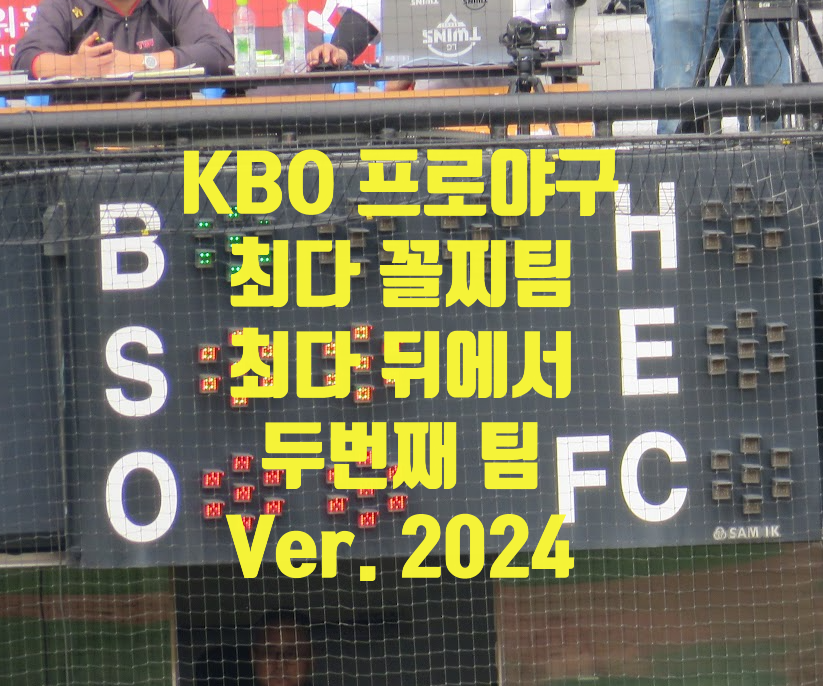 TWINS
KBO 프로야구
B
H
최다 꼴찌팀
최다 뒤에서
S
E
두번째 팀
O
FC
Ver. 2024
SAM IK